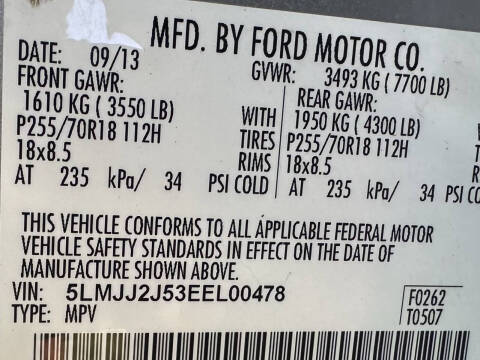 MFD. BY FORD MOTOR CO.
DATE: 09/13 GVWR: 3493 KG ( 7700 LB)
FRONT GAWR: REAR GAWR:
1610 KG ( 3550 LB) WITH 1950 KG ( 4300 LB)
P255/70R18 112H TIRES P255/70R18 112H
18x8.5 RIMS 18x8.5
AT 235 kPa/ 34 PSI COLD AT 235 kPa/ 34 PSI
THIS VEHICLE CONFORMS TO ALL APPLICABLE FEDERAL MOTOR
VEHICLE SAFETY STANDARDS IN EFFECT ON THE DATE OF
MANUFACTURE SHOWN ABOVE.
VIN: 5LMJJ2J53EEL00478 F0262
TYPE: MPV T0507